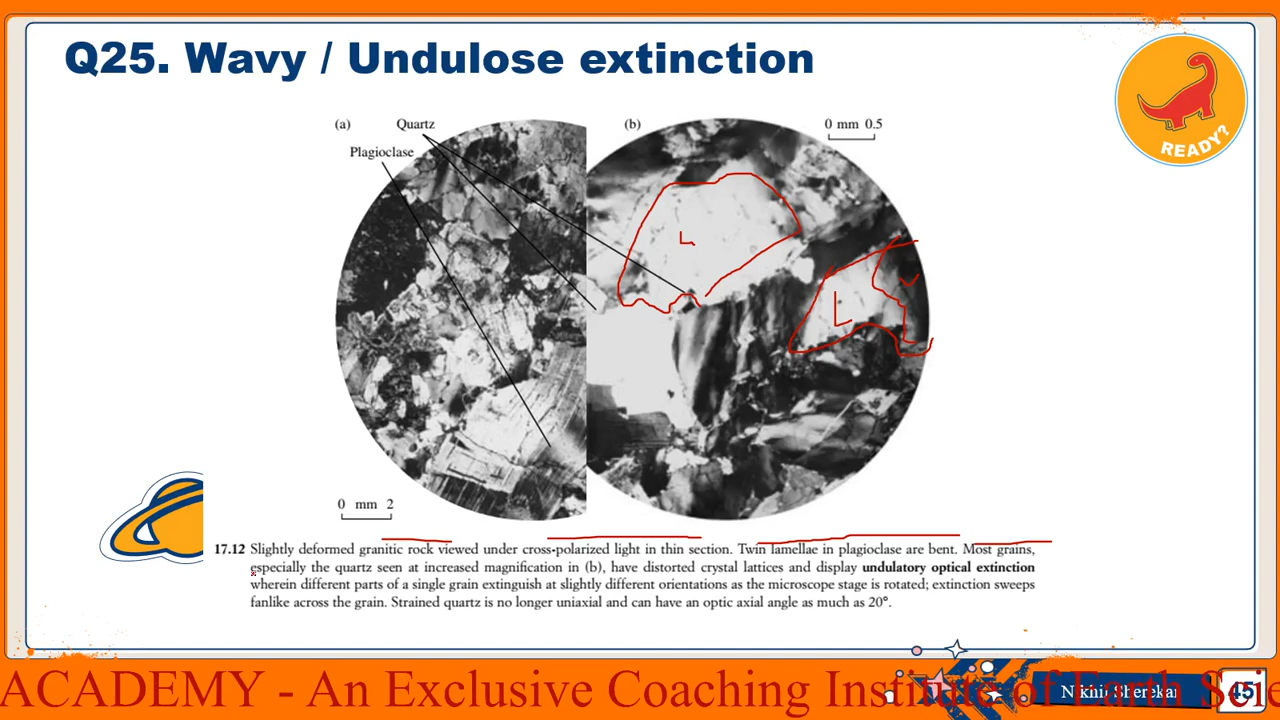 Q25. Wavy / Undulose extinction
READY?
(a)
Quartz
(b)
0 mm 0.5
Plagioclase
L
L
0 mm 2
17.12 Slightly deformed granitic rock viewed under cross-polarized light in thin section. Twin lamellae in plagioclase are bent. Most grains,
especially the quartz seen at increased magnification in (b), have distorted crystal lattices and display undulatory optical extinction
wherein different parts of a single grain extinguish at slightly different orientations as the microscope stage is rotated; extinction sweeps
fanlike across the grain. Strained quartz is no longer uniaxial and can have an optic axial angle as much as 20°.
ACADEMY - An Exclusive Coaching Institute of Earth Scie
Nikhil Sherekar
45